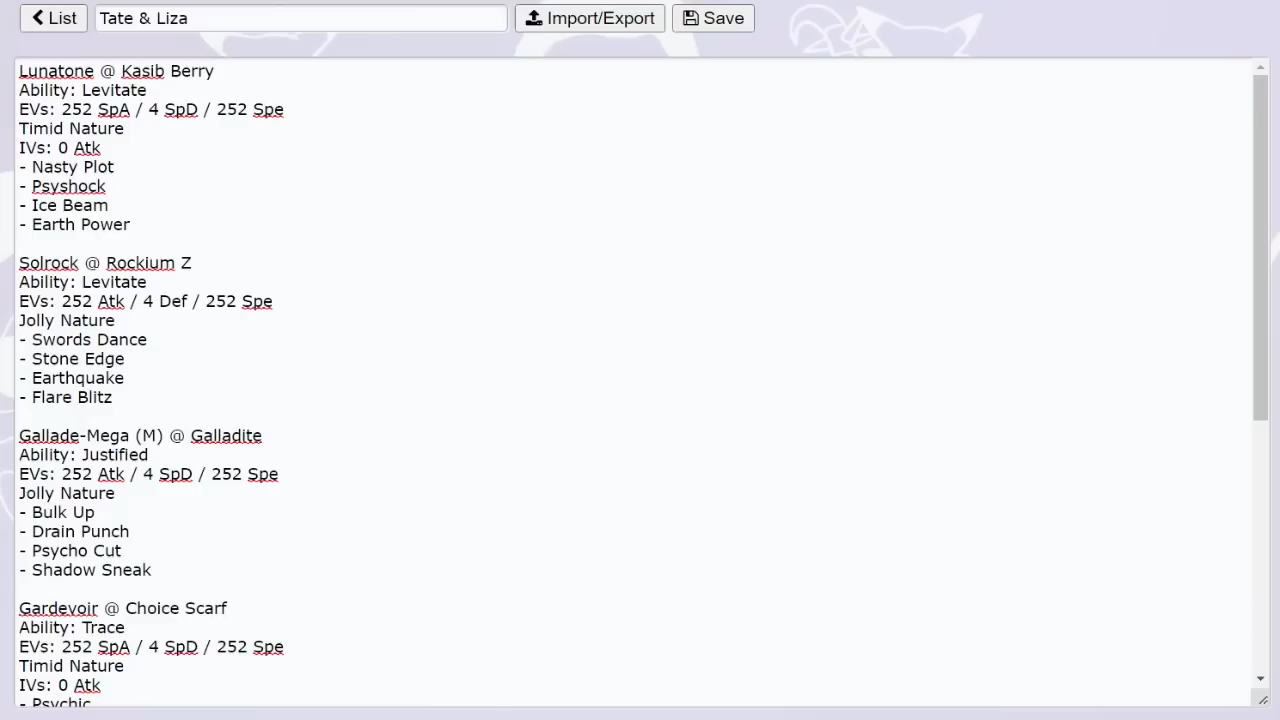 List
Tate & Liza
Import/Export
Save
Lunatone @ Kasib Berry
Ability: Levitate
EVs: 252 SpA / 4 SpD / 252 Spe
Timid Nature
IVs: 0 Atk
- Nasty Plot
- Psyshock
- Ice Beam
- Earth Power
Solrock @ Rockium Z
Ability: Levitate
EVs: 252 Atk / 4 Def / 252 Spe
Jolly Nature
- Swords Dance
- Stone Edge
- Earthquake
- Flare Blitz
Gallade-Mega (M) @ Galladite
Ability: Justified
EVs: 252 Atk / 4 SpD / 252 Spe
Jolly Nature
- Bulk Up
- Drain Punch
- Psycho Cut
- Shadow Sneak
Gardevoir @ Choice Scarf
Ability: Trace
EVs: 252 SpA / 4 SpD / 252 Spe
Timid Nature
IVs: 0 Atk
- Psychic